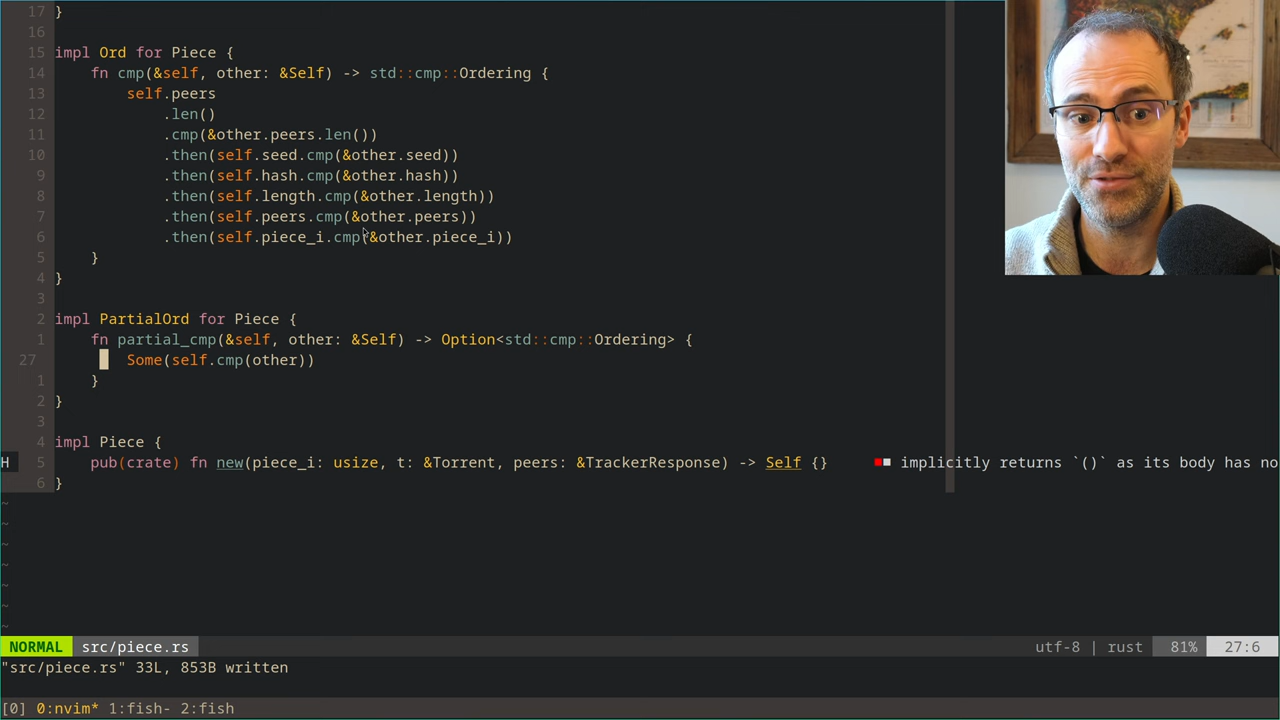 17 }
16
15 impl Ord for Piece {
14     fn cmp(&self, other: &Self) -> std::cmp::Ordering {
13         self.peers
12             .len()
11             .cmp(&other.peers.len())
10             .then(self.seed.cmp(&other.seed))
9             .then(self.hash.cmp(&other.hash))
8             .then(self.length.cmp(&other.length))
7             .then(self.peers.cmp(&other.peers))
6             .then(self.piece_i.cmp(&other.piece_i))
5     }
4 }
3
2 impl PartialOrd for Piece {
1     fn partial_cmp(&self, other: &Self) -> Option<std::cmp::Ordering> {
27         Some(self.cmp(other))
1     }
2 }
3
4 impl Piece {
H 5     pub(crate) fn new(piece_i: usize, t: &Torrent, peers: &TrackerResponse) -> Self {} ■■ implicitly returns `()` as its body has no
6 }
~
~
~
~
~
~
~
NORMAL src/piece.rs utf-8 | rust 81% 27:6
"src/piece.rs" 33L, 853B written
[0] 0:nvim* 1:fish- 2:fish